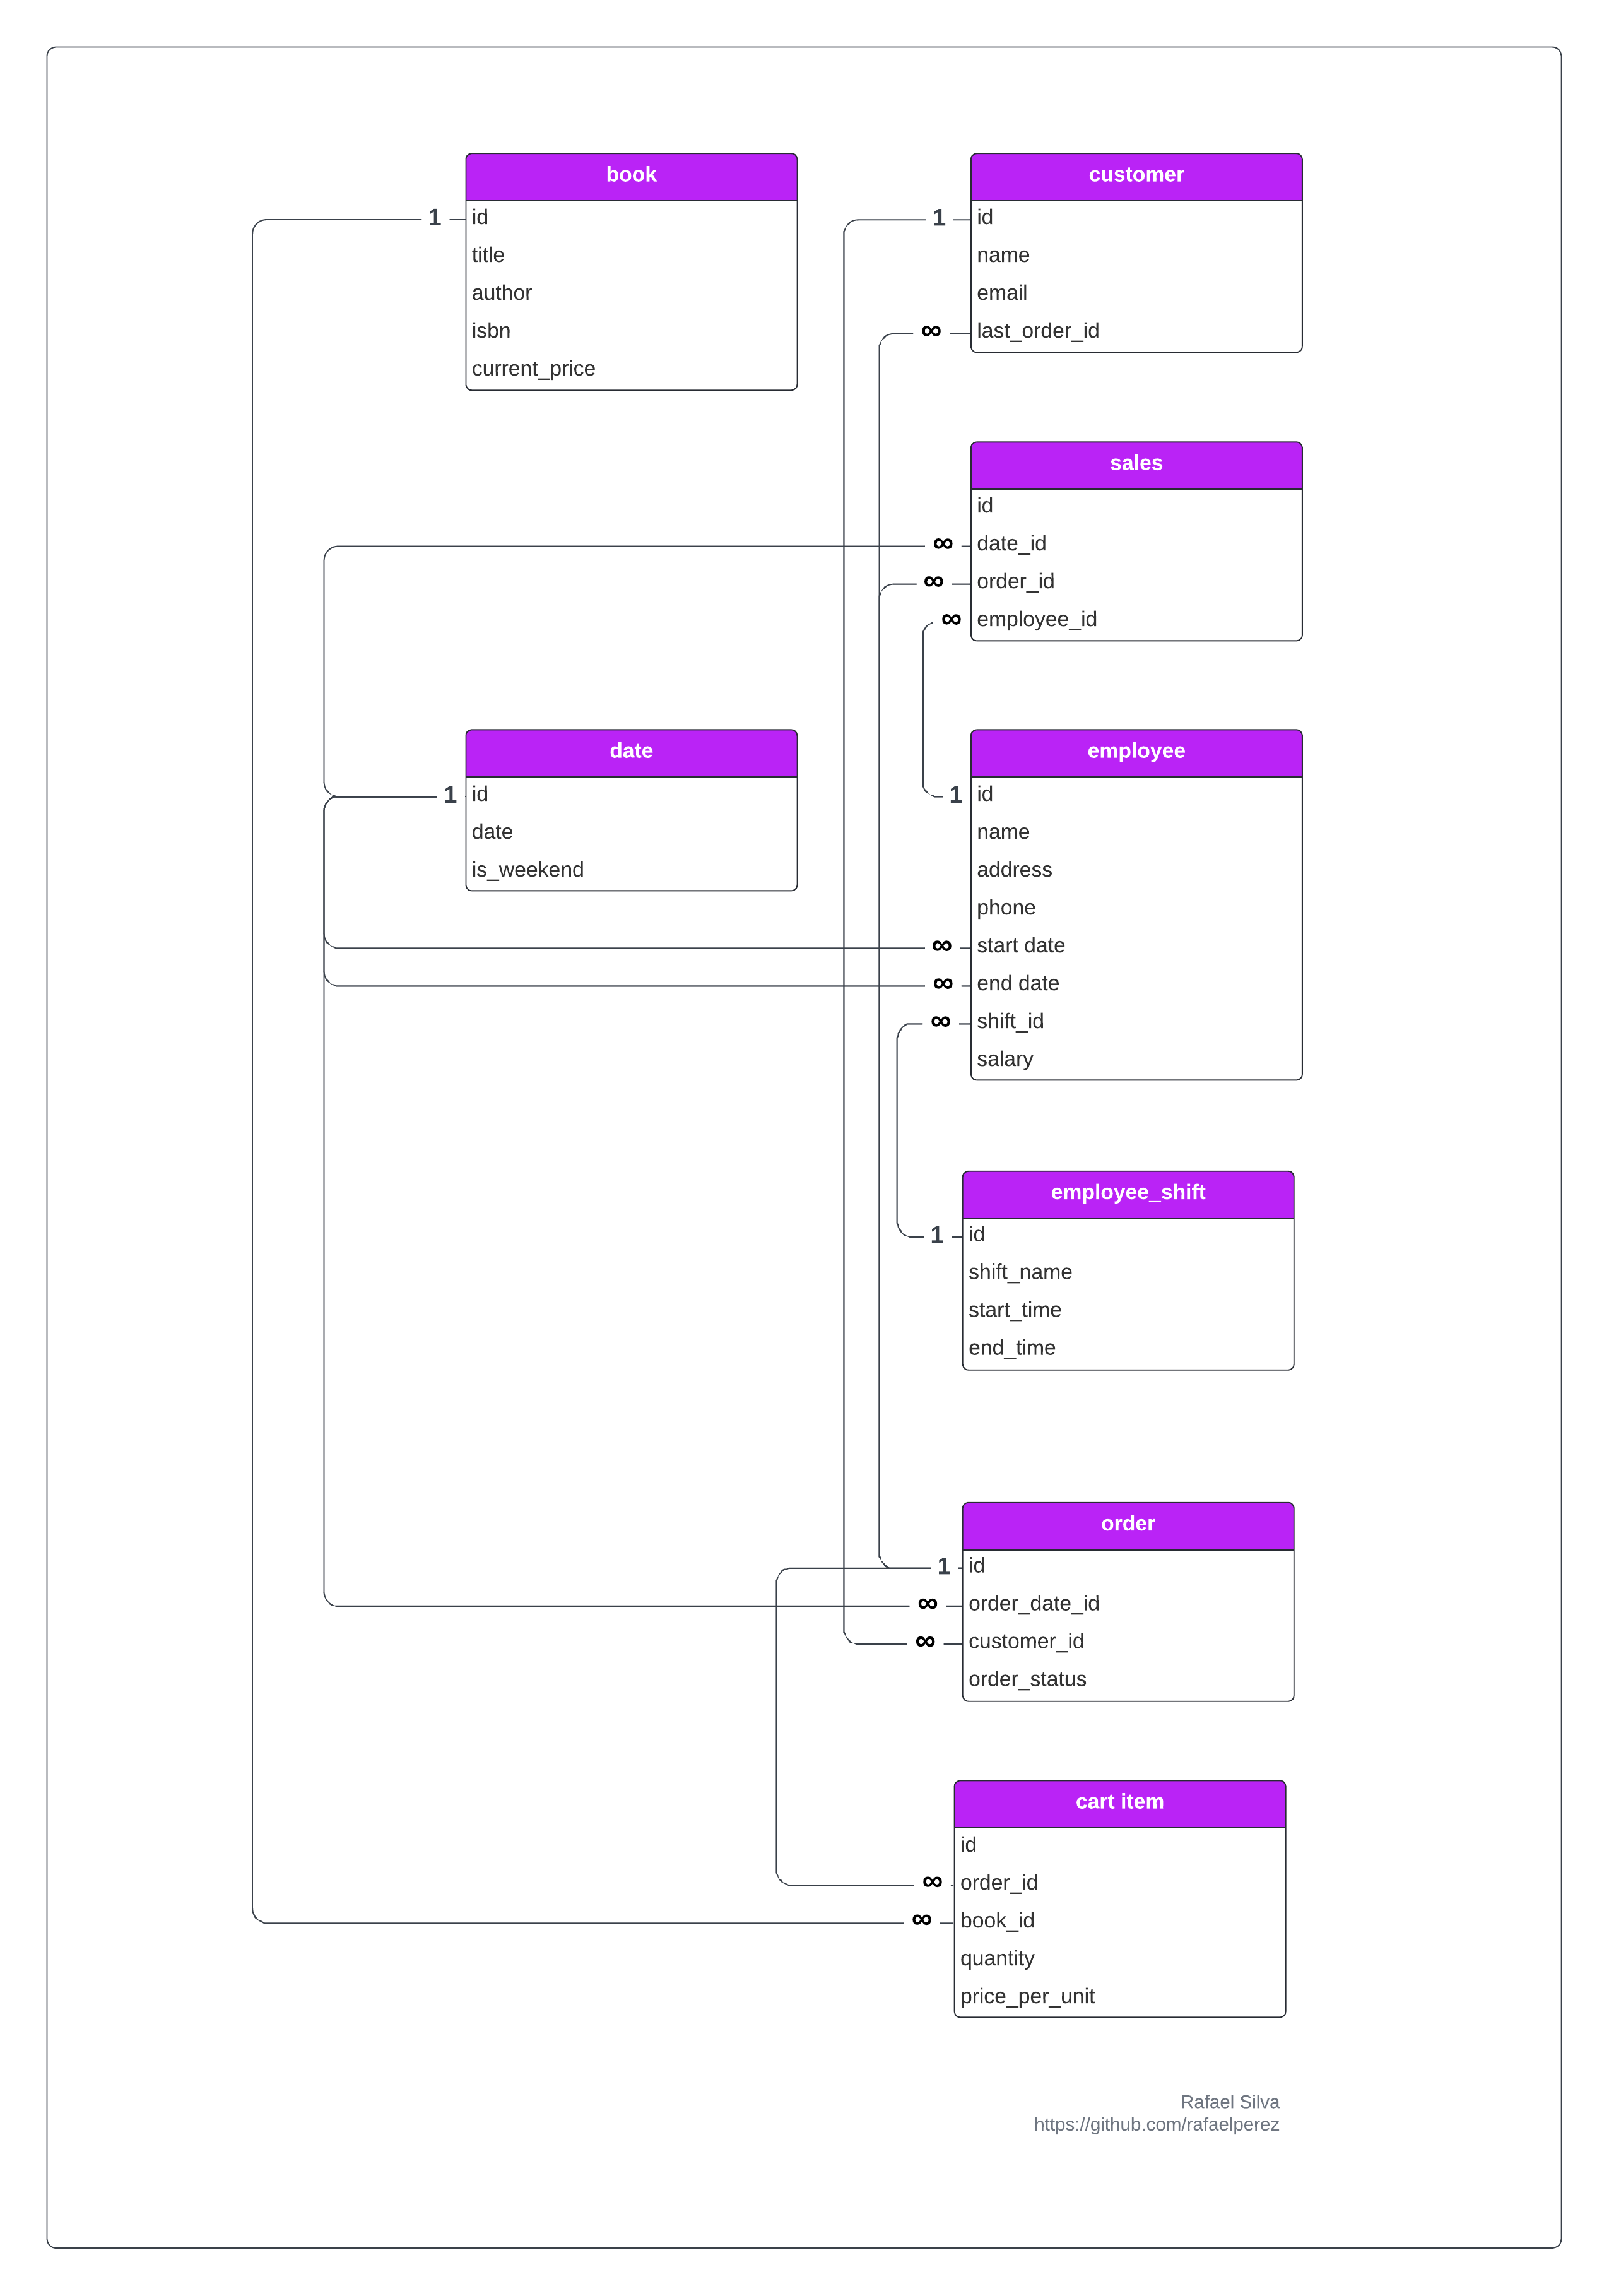 book
1
id
title
author
isbn
current_price
customer
1
id
name
email
∞
last_order_id
sales
id
∞
date_id
∞
order_id
∞
employee_id
date
1
id
date
is_weekend
employee
1
id
name
address
phone
∞
start date
∞
end date
∞
shift_id
salary
employee_shift
1
id
shift_name
start_time
end_time
order
1
id
∞
order_date_id
∞
customer_id
order_status
cart item
id
∞
order_id
∞
book_id
quantity
price_per_unit
Rafael Silva
https://github.com/rafaelperez